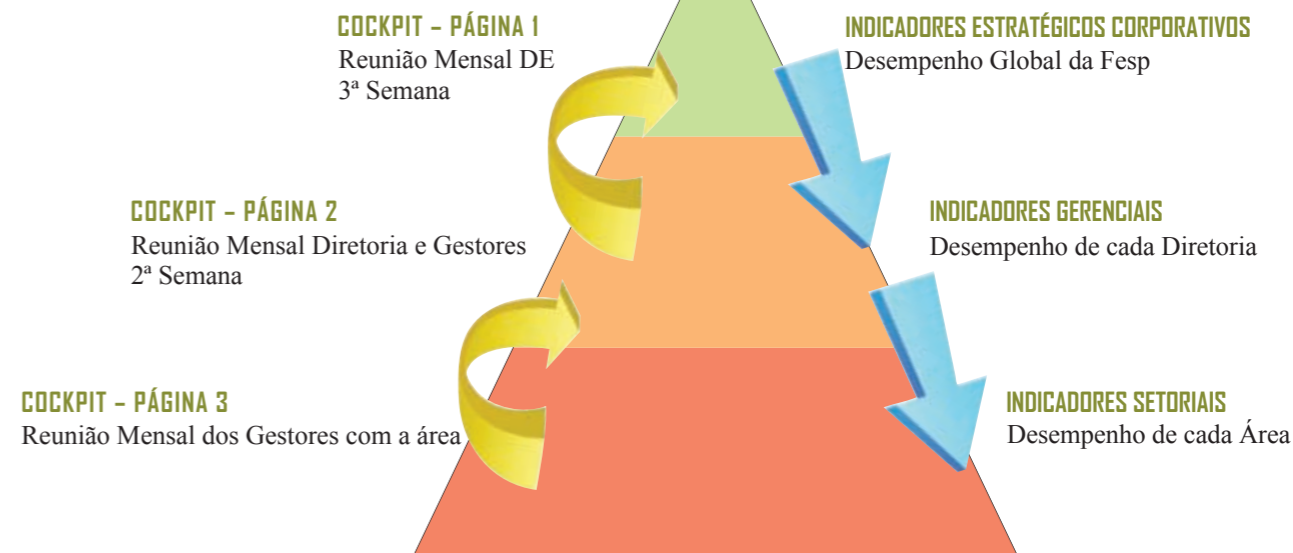 COCKPIT – PÁGINA 1
Reunião Mensal DE
3ª Semana
INDICADORES ESTRATÉGICOS CORPORATIVOS
Desempenho Global da Fesp
COCKPIT – PÁGINA 2
Reunião Mensal Diretoria e Gestores
2ª Semana
INDICADORES GERENCIAIS
Desempenho de cada Diretoria
COCKPIT – PÁGINA 3
Reunião Mensal dos Gestores com a área
INDICADORES SETORIAIS
Desempenho de cada Área